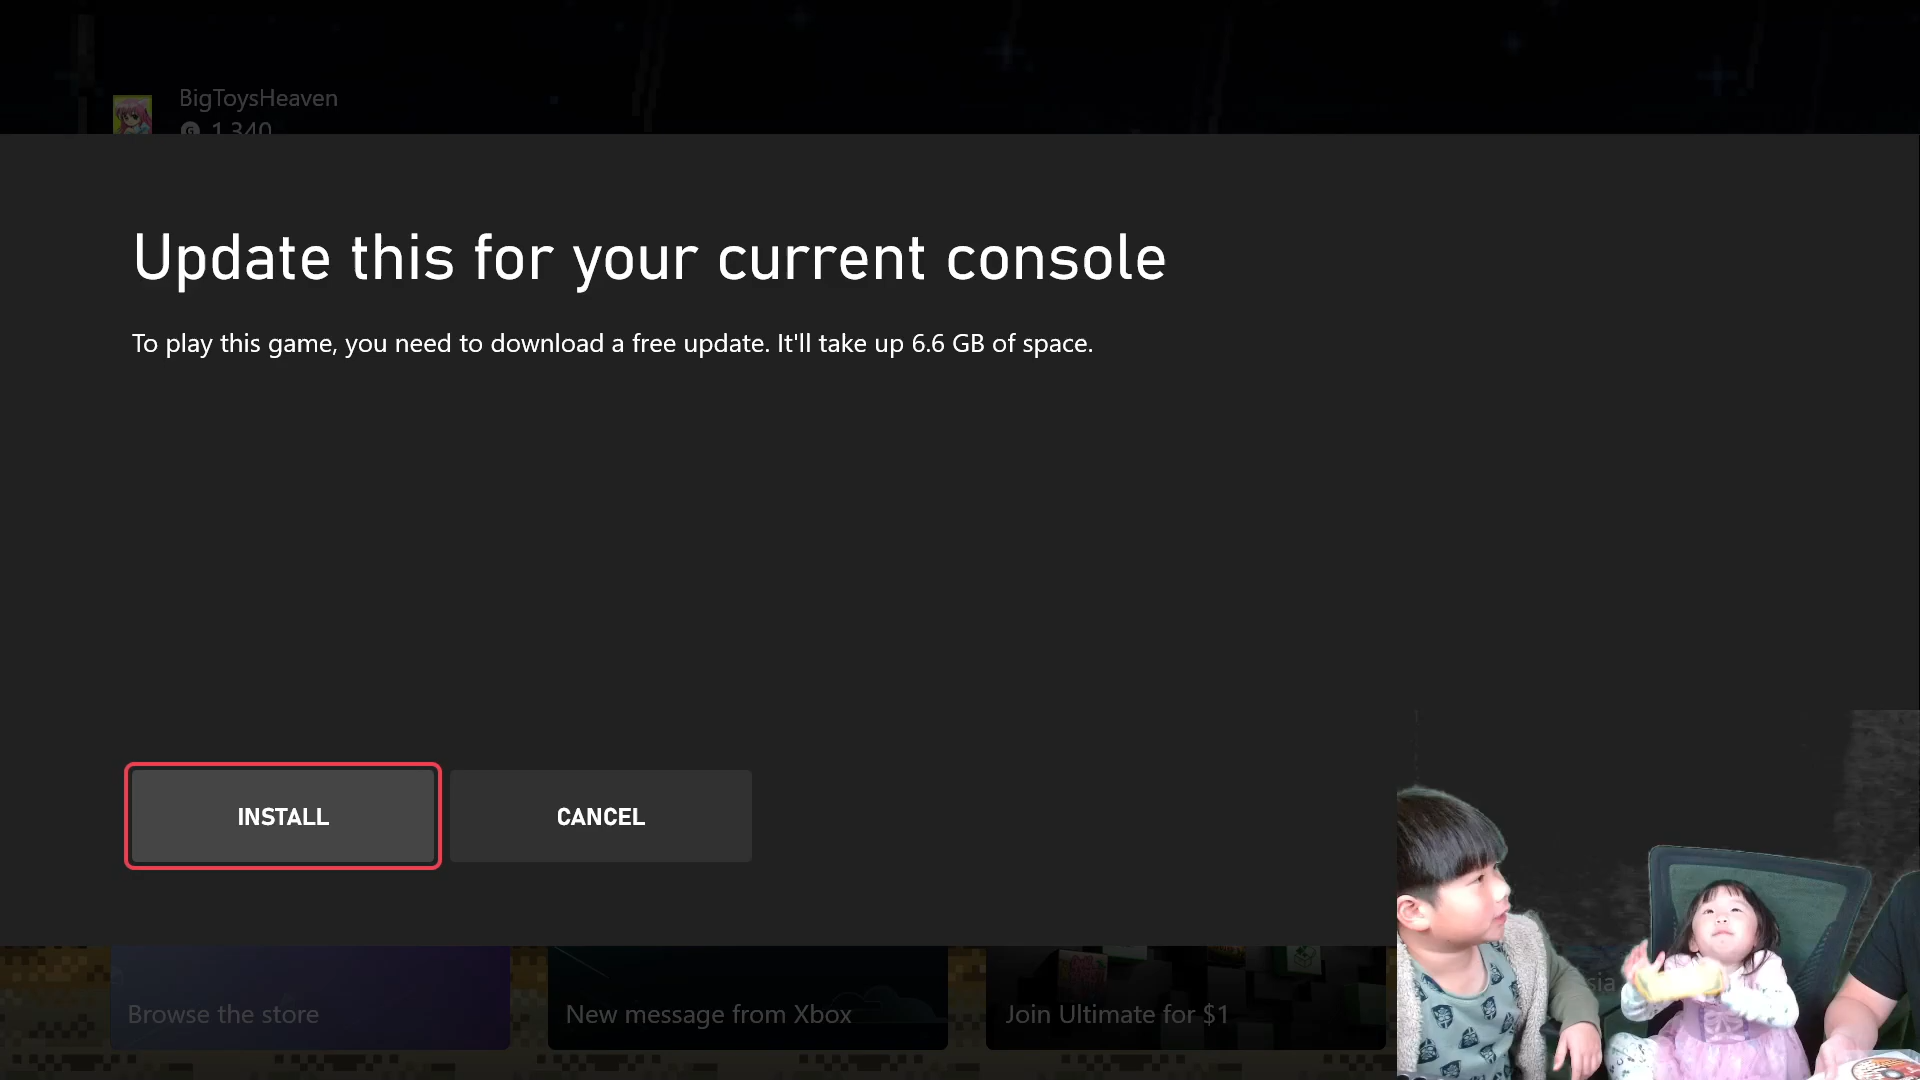 BigToysHeaven
G 1,340
Update this for your current console
To play this game, you need to download a free update. It'll take up 6.6 GB of space.
INSTALL
CANCEL
Browse the store
New message from Xbox
Join Ultimate for $1